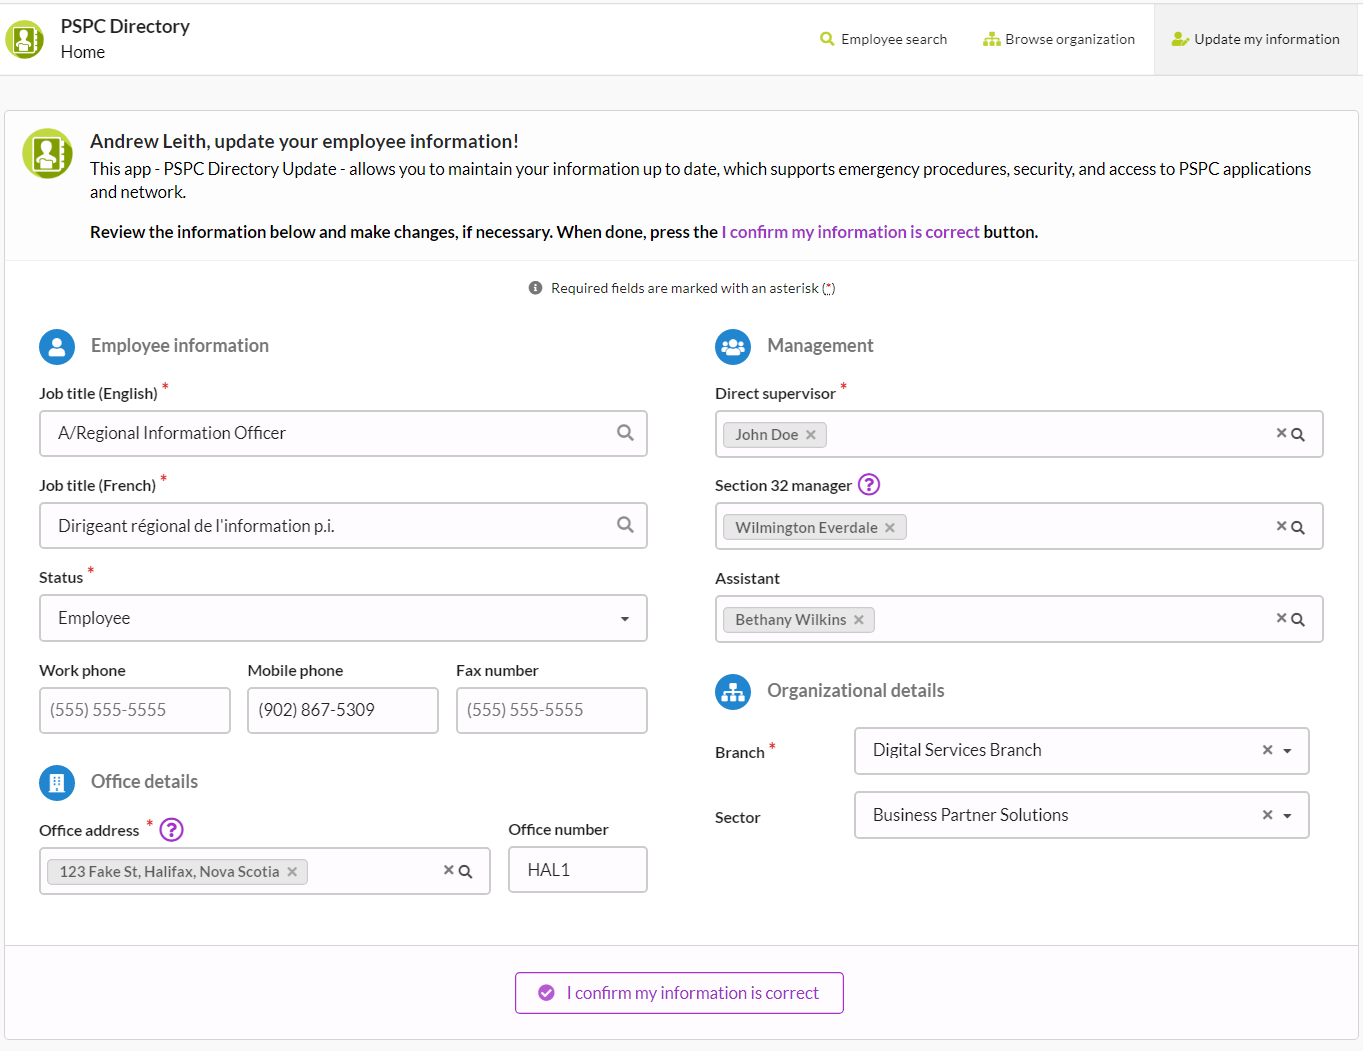 PSPC Directory
Home
Employee search
Browse organization
Update my information
Andrew Leith, update your employee information!
This app - PSPC Directory Update - allows you to maintain your information up to date, which supports emergency procedures, security, and access to PSPC applications
and network.
Review the information below and make changes, if necessary. When done, press the I confirm my information is correct button.
Required fields are marked with an asterisk (*)
Employee information
Job title (English) *
A/Regional Information Officer
Job title (French) *
Dirigeant régional de l'information p.i.
Status *
Employee
Work phone
Mobile phone
Fax number
(555) 555-5555
(902) 867-5309
(555) 555-5555
Office details
Office address * ?
Office number
123 Fake St, Halifax, Nova Scotia ×
HAL1
Management
Direct supervisor *
John Doe ×
Section 32 manager ?
Wilmington Everdale ×
Assistant
Bethany Wilkins ×
Organizational details
Branch *
Digital Services Branch
Sector
Business Partner Solutions
I confirm my information is correct